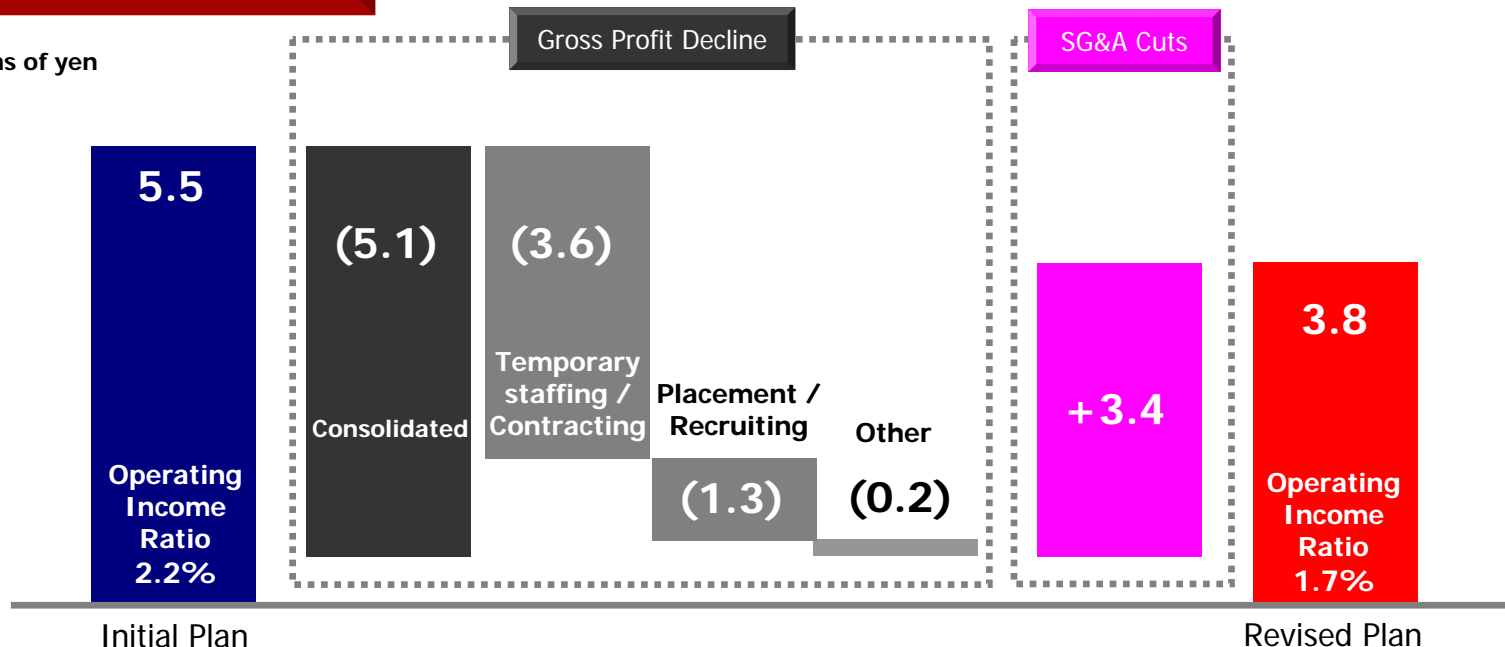 Gross Profit Decline
SG&A Cuts
of yen
5.5
Operating
Income
Ratio
2.2%
(5.1)
Consolidated
(3.6)
Temporary
staffing /
Contracting
Placement /
Recruiting
(1.3)
Other
(0.2)
+3.4
3.8
Operating
Income
Ratio
1.7%
Initial Plan
Revised Plan